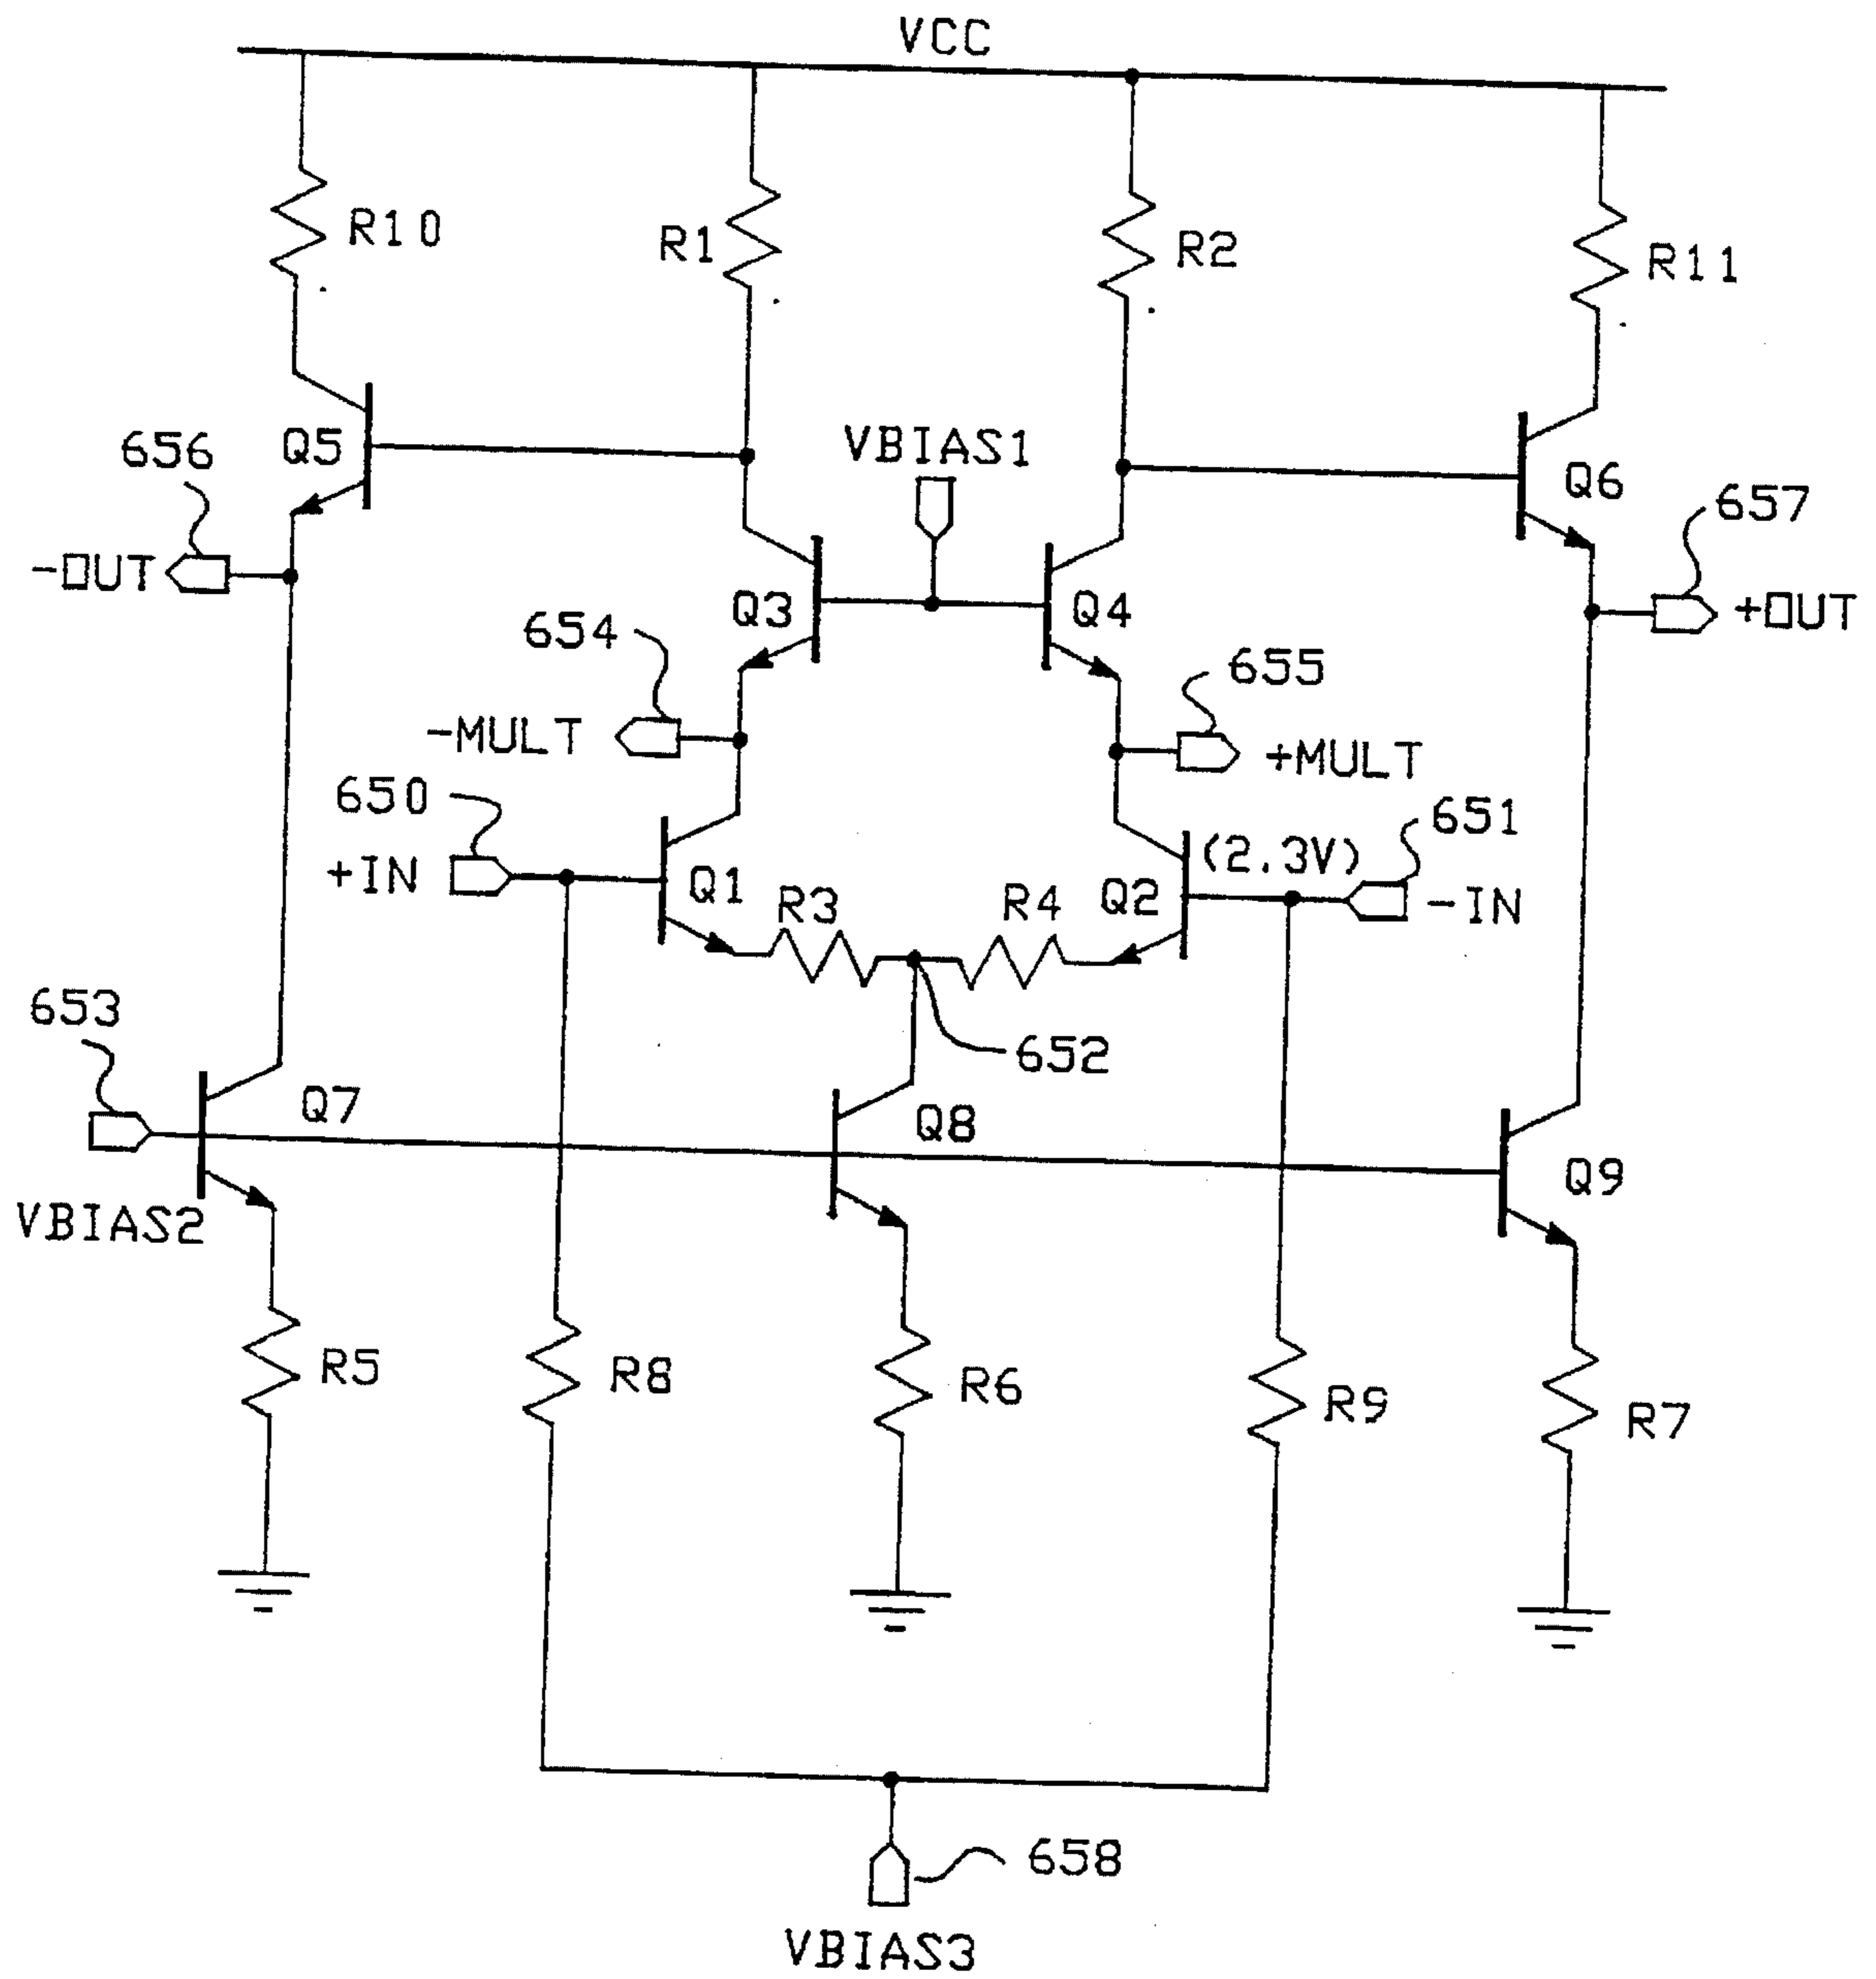 VCC
R10
R1
R2
R11
656
Q5
VBIAS1
Q6
657
-OUT
Q3
Q4
+OUT
654
655
-MULT
+MULT
650
651
+IN
Q1
R3
R4
(2.3V)
Q2
-IN
653
652
Q7
Q8
Q9
VBIAS2
R5
R8
R6
R9
R7
658
VBIAS3